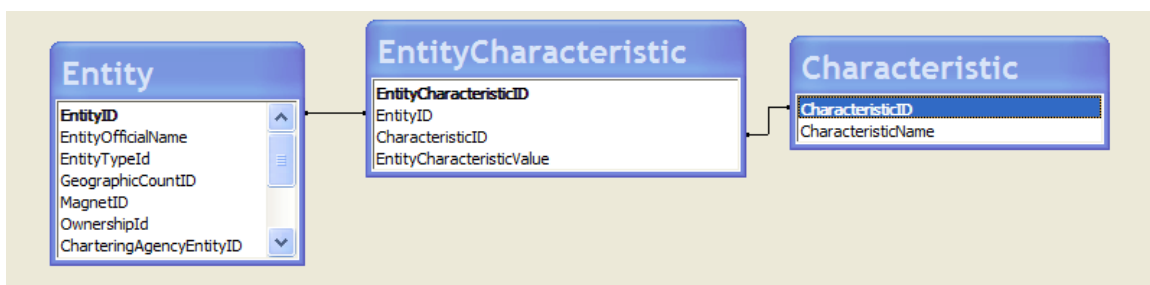 Entity
EntityID
EntityOfficialName
EntityTypeId
GeographicCountID
MagnetID
OwnershipId
CharteringAgencyEntityID
EntityCharacteristic
EntityCharacteristicID
EntityID
CharacteristicID
EntityCharacteristicValue
Characteristic
CharacteristicID
CharacteristicName